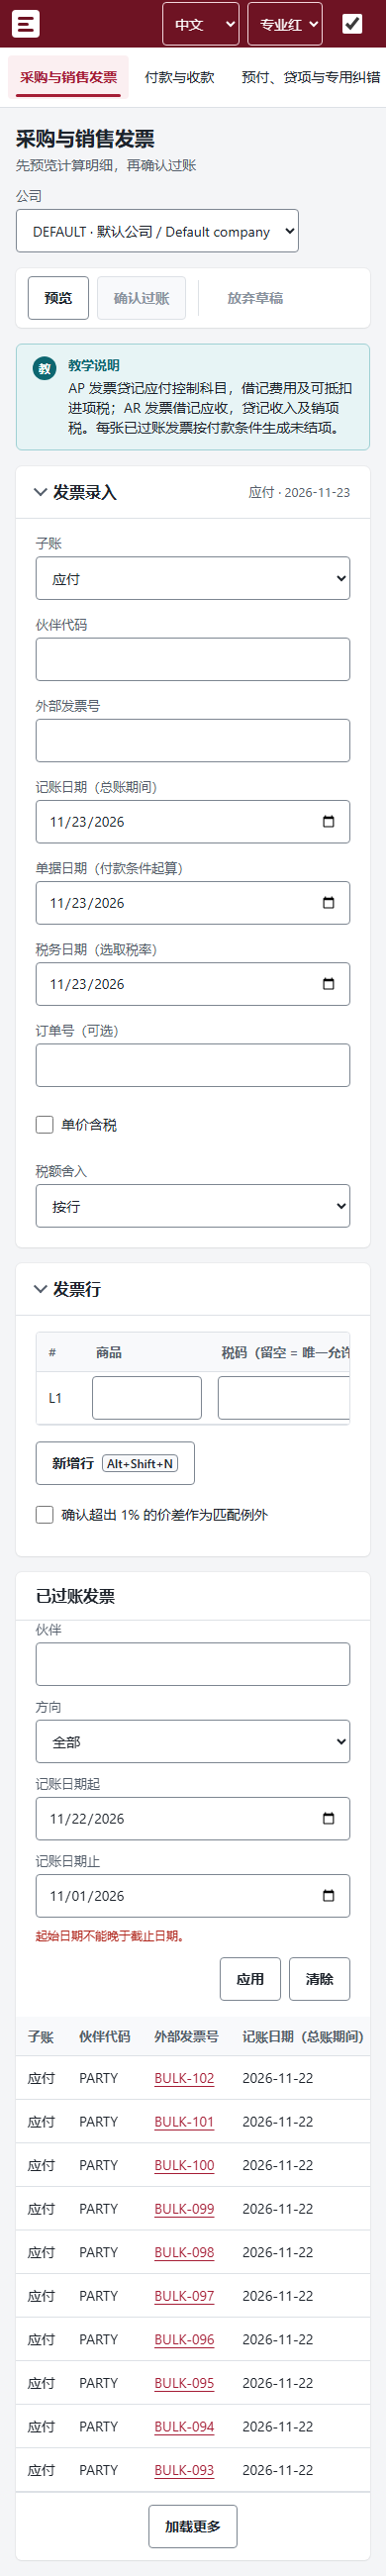 中文 专业红
采购与销售发票 付款与收款 预付、贷项与专用纠错
采购与销售发票
先预览计算明细，再确认过账
公司
DEFAULT · 默认公司 / Default company
预览 确认过账 放弃草稿
教 教学说明
AP 发票贷记应付控制科目，借记费用及可抵扣
进项税；AR 发票借记应收，贷记收入及销项
税。每张已过账发票按付款条件生成未结项。
发票录入 应付 · 2026-11-23
子账
应付
伙伴代码
外部发票号
记账日期（总账期间）
11/23/2026
单据日期（付款条件起算）
11/23/2026
税务日期（选取税率）
11/23/2026
订单号（可选）
单价含税
税额舍入
按行
发票行
# 商品 税码（留空 = 唯一允许
L1
新增行 Alt+Shift+N
确认超出 1% 的价差作为匹配例外
已过账发票
伙伴
方向
全部
记账日期起
11/22/2026
记账日期止
11/01/2026
起始日期不能晚于截止日期。
应用 清除
子账 伙伴代码 外部发票号 记账日期（总账期间）
应付 PARTY BULK-102 2026-11-22
应付 PARTY BULK-101 2026-11-22
应付 PARTY BULK-100 2026-11-22
应付 PARTY BULK-099 2026-11-22
应付 PARTY BULK-098 2026-11-22
应付 PARTY BULK-097 2026-11-22
应付 PARTY BULK-096 2026-11-22
应付 PARTY BULK-095 2026-11-22
应付 PARTY BULK-094 2026-11-22
应付 PARTY BULK-093 2026-11-22
加载更多